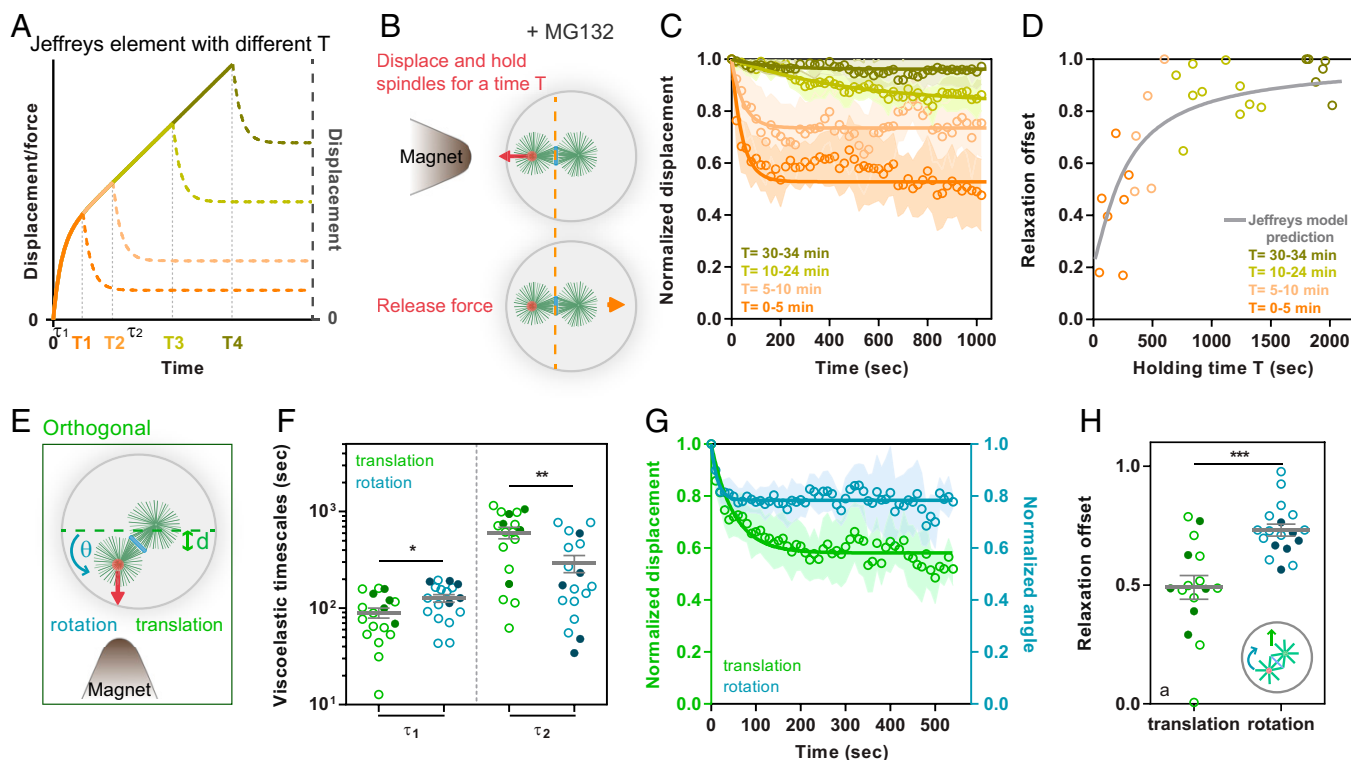 A
Jeffreys element with different T
Displacement/force
Displacement
0
0
0
τ1
T1
T2
τ2
T3
T4
Time
B
+ MG132
Displace and hold
spindles for a time T
Magnet
Release force
C
Normalized displacement
1.0
0.8
0.6
0.4
0.2
0.0
T= 30-34 min
T= 10-24 min
T= 5-10 min
T= 0-5 min
0 200 400 600 800 1000
Time (sec)
D
Relaxation offset
1.0
0.8
0.6
0.4
0.2
0.0
Jeffreys model
prediction
T= 30-34 min
T= 10-24 min
T= 5-10 min
T= 0-5 min
0 500 1000 1500 2000
Holding time T (sec)
E
Orthogonal
θ
d
rotation
translation
Magnet
F
Viscoelastic timescales (sec)
10³
10²
10¹
translation
rotation
*
**
τ1
τ2
G
Normalized displacement
1.0
0.8
0.6
0.4
0.2
0.0
translation
rotation
0 100 200 300 400 500
Time (sec)
1.0
0.8
0.6
0.4
0.2
0.0
Normalized angle
H
Relaxation offset
1.0
0.5
0.0
***
a
translation
rotation